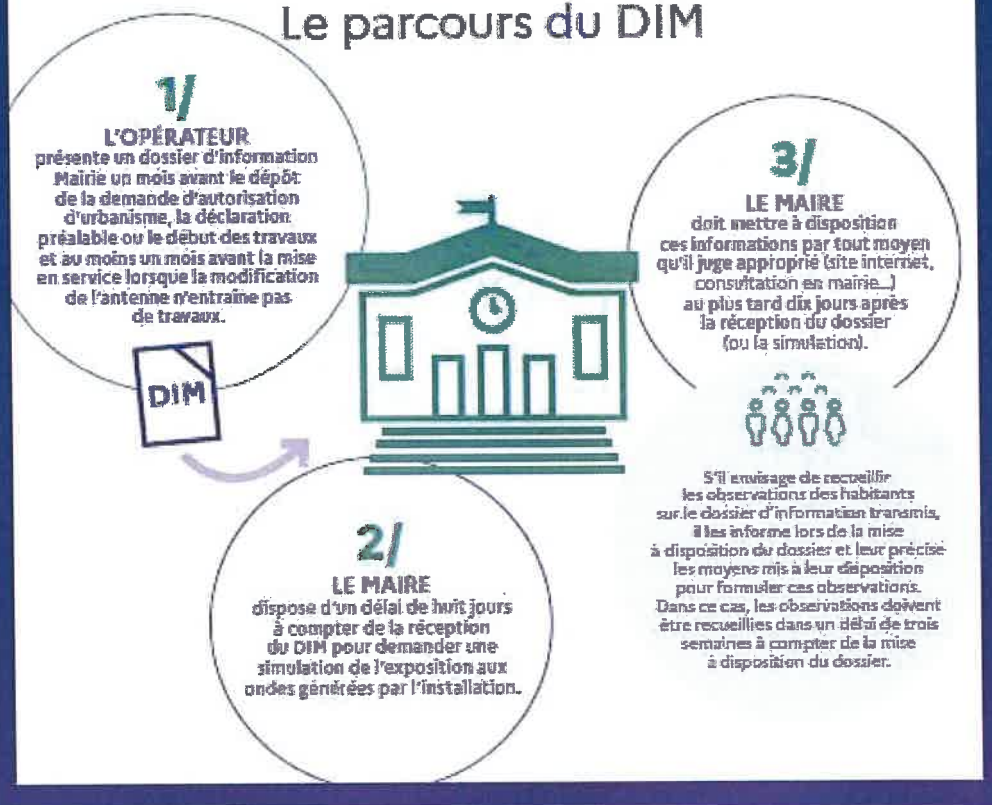 Le parcours du DIM
1/
L'OPÉRATEUR
présente un dossier d'information
Mairie un mois avant le dépôt
de la demande d'autorisation
d'urbanisme, la déclaration
préalable ou le début des travaux
et au moins un mois avant la mise
en service lorsque la modification
de l'antenne n'entraîne pas
de travaux.
DIM
2/
LE MAIRE
dispose d'un délai de huit jours
à compter de la réception
du DIM pour demander une
simulation de l'exposition aux
ondes générées par l'installation.
3/
LE MAIRE
doit mettre à disposition
ces informations par tout moyen
qu'il juge approprié (site internet,
consultation en mairie...)
au plus tard dix jours après
la réception du dossier
(ou la simulation).
S'il envisage de recueillir
les observations des habitants
sur le dossier d'information transmis,
il les informe lors de la mise
à disposition du dossier et leur précise
les moyens mis à leur disposition
pour formuler ces observations.
Dans ce cas, les observations doivent
être recueillies dans un délai de trois
semaines à compter de la mise
à disposition du dossier.